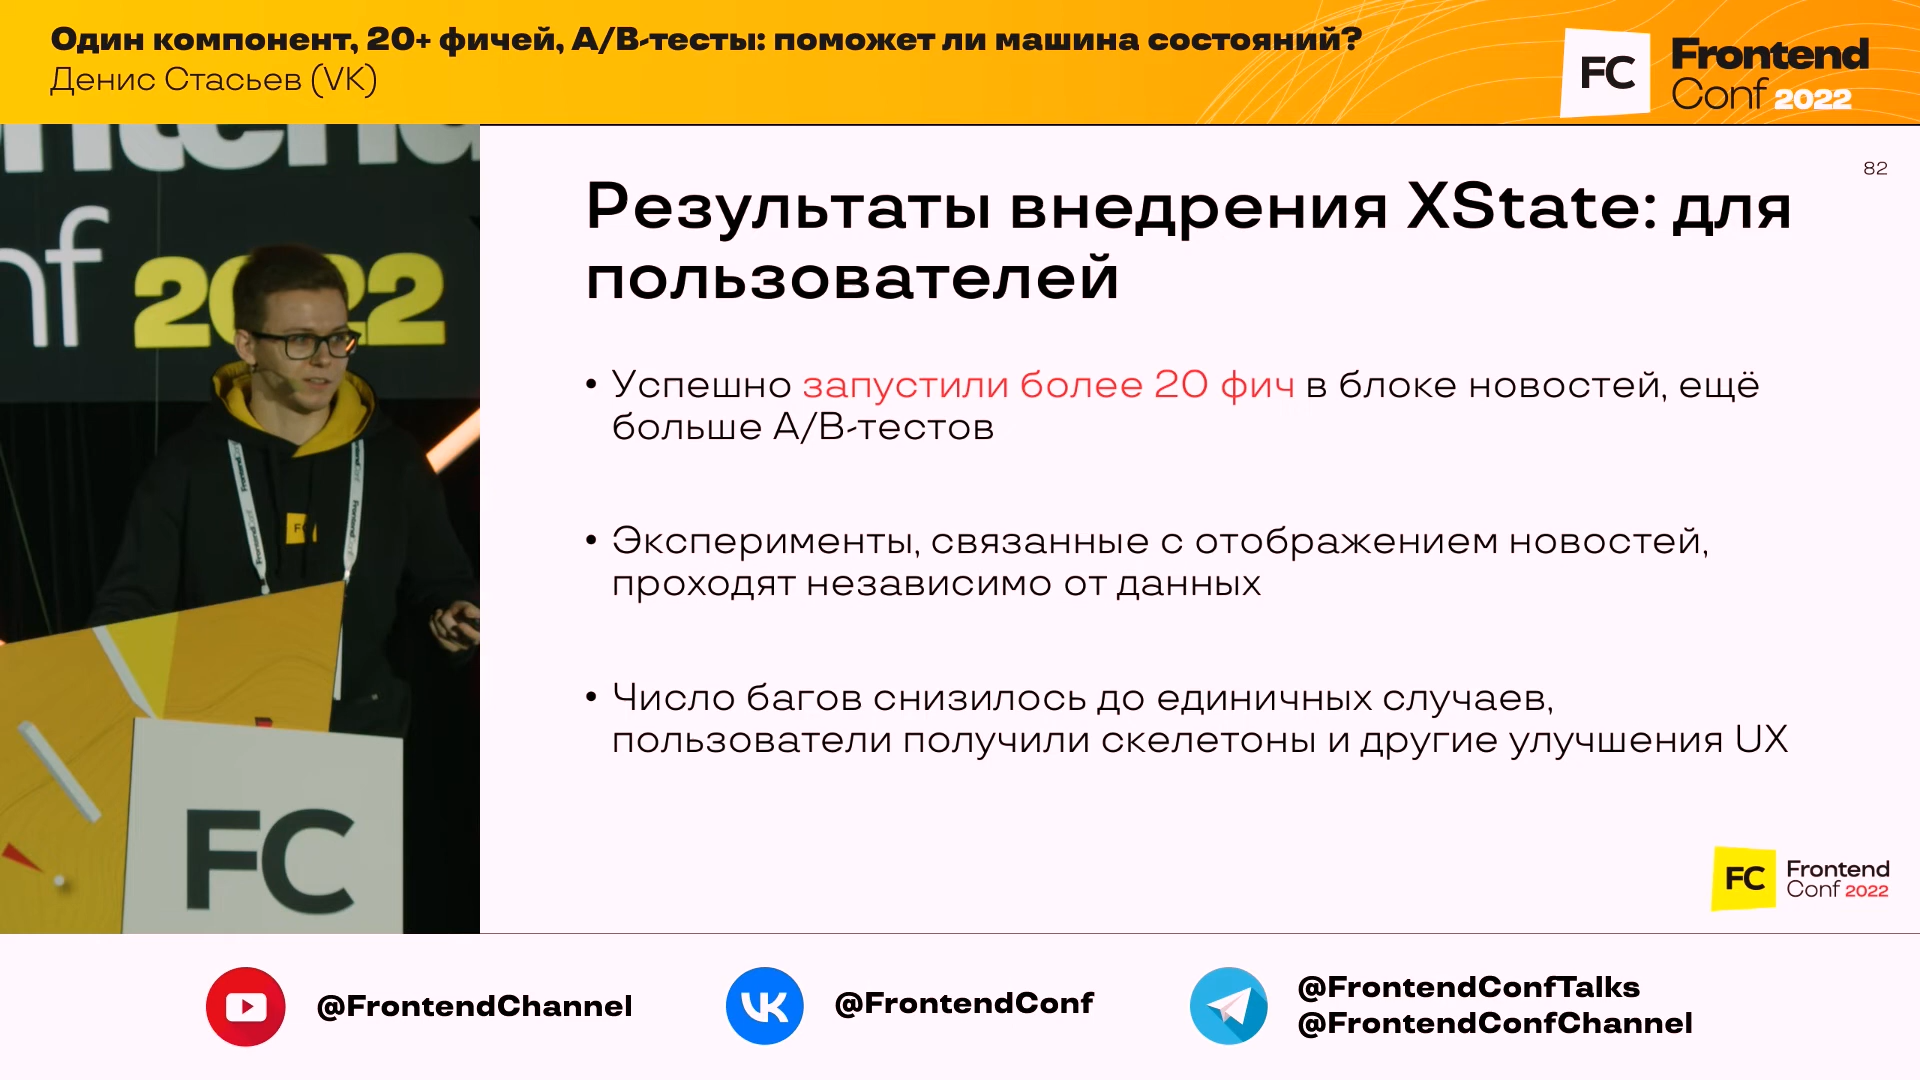 Один компонент, 20+ фичей, A/B-тесты: поможет ли машина состояний?
Денис Стасьев (VK)
FC
Frontend
Conf 2022
ontend
nf 2022
FC
82
Результаты внедрения XState: для
пользователей
• Успешно запустили более 20 фич в блоке новостей, ещё
больше A/B-тестов
• Эксперименты, связанные с отображением новостей,
проходят независимо от данных
• Число багов снизилось до единичных случаев,
пользователи получили скелетоны и другие улучшения UX
FC
Frontend
Conf 2022
@FrontendChannel
@FrontendConf
@FrontendConfTalks
@FrontendConfChannel